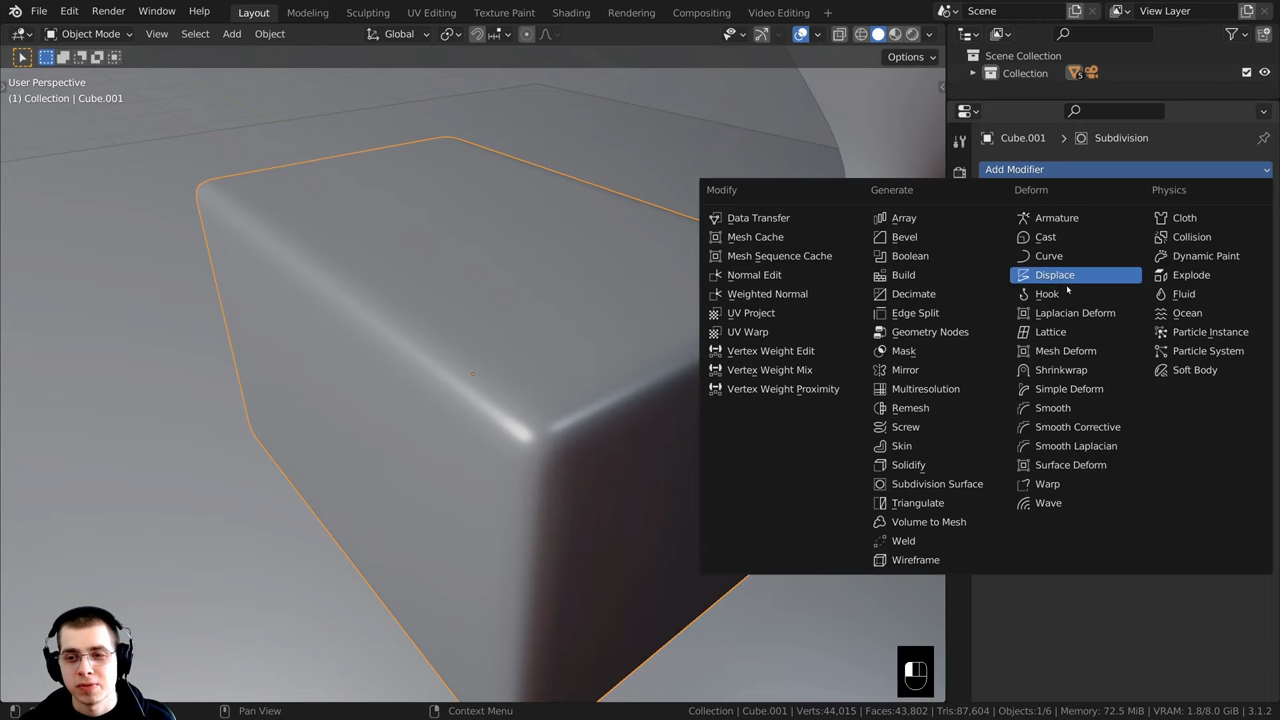 File Edit Render Window Help Layout Modeling Sculpting UV Editing Texture Paint Shading Rendering Compositing Video Editing Scene View Layer
Object Mode View Select Add Object Global
Options
User Perspective
(1) Collection | Cube.001
Scene Collection
Collection 5
Cube.001 > Subdivision
Add Modifier
Modify
Data Transfer
Mesh Cache
Mesh Sequence Cache
Normal Edit
Weighted Normal
UV Project
UV Warp
Vertex Weight Edit
Vertex Weight Mix
Vertex Weight Proximity
Generate
Array
Bevel
Boolean
Build
Decimate
Edge Split
Geometry Nodes
Mask
Mirror
Multiresolution
Remesh
Screw
Skin
Solidify
Subdivision Surface
Triangulate
Volume to Mesh
Weld
Wireframe
Deform
Armature
Cast
Curve
Displace
Hook
Laplacian Deform
Lattice
Mesh Deform
Shrinkwrap
Simple Deform
Smooth
Smooth Corrective
Smooth Laplacian
Surface Deform
Warp
Wave
Physics
Cloth
Collision
Dynamic Paint
Explode
Fluid
Ocean
Particle Instance
Particle System
Soft Body
Pan View Context Menu Collection | Cube.001 | Verts:44,015 | Faces:43,802 | Tris:87,604 | Objects:1/6 | Memory: 72.5 MiB | VRAM: 1.8/8.0 GiB | 3.1.2